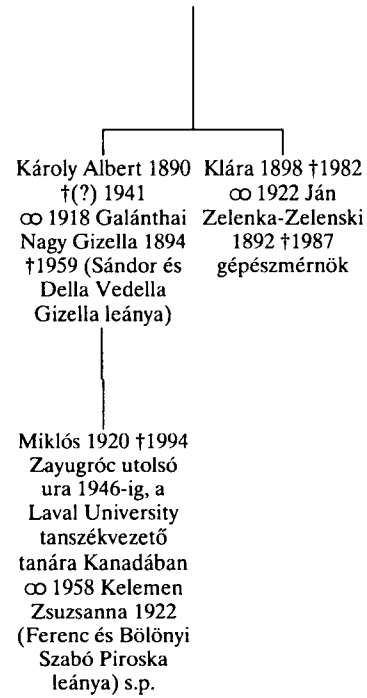 Károly Albert 1890
†(?) 1941
∞ 1918 Galánthai
Nagy Gizella 1894
†1959 (Sándor és
Della Vedella
Gizella leánya)
Klára 1898 †1982
∞ 1922 Ján
Zelenka-Zelenski
1892 †1987
gépészmérnök
Miklós 1920 †1994
Zayugróc utolsó
ura 1946-ig, a
Laval University
tanszékvezető
tanára Kanadában
∞ 1958 Kelemen
Zsuzsanna 1922
(Ferenc és Bölönyi
Szabó Piroska
leánya) s.p.